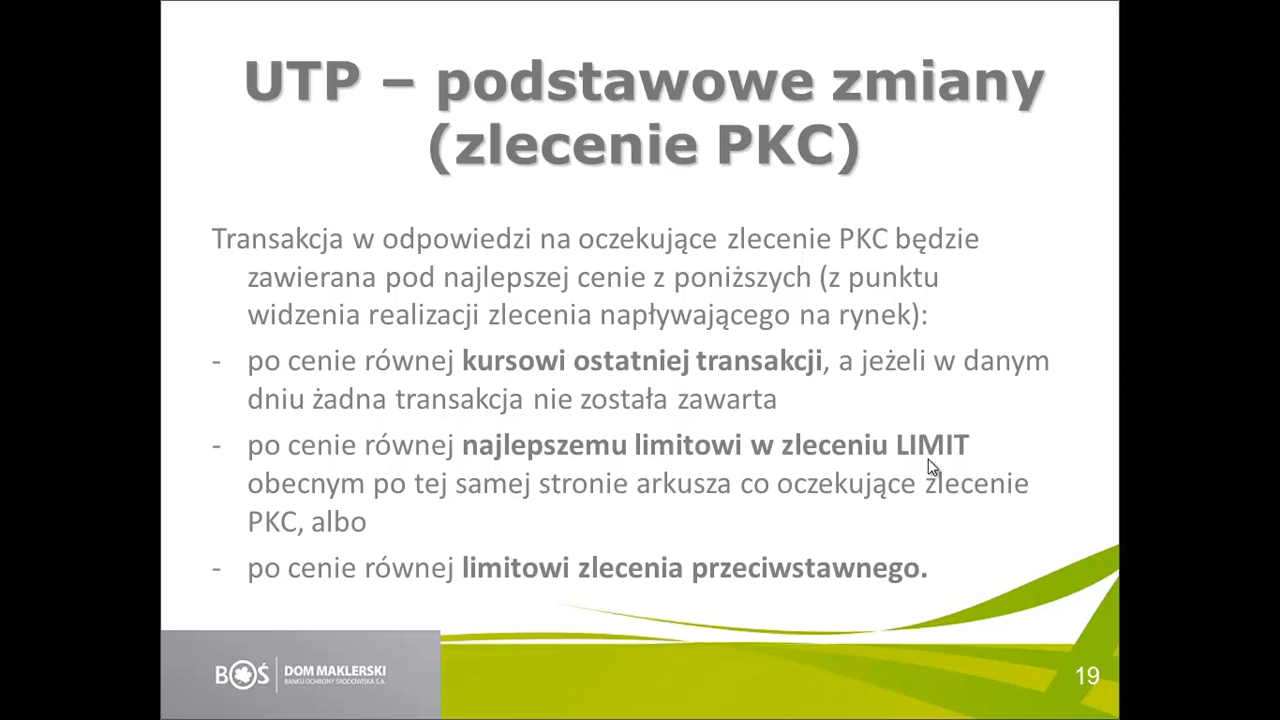 UTP – podstawowe zmiany
(zlecenie PKC)
Transakcja w odpowiedzi na oczekujące zlecenie PKC będzie
zawierana pod najlepszej cenie z poniższych (z punktu
widzenia realizacji zlecenia napływającego na rynek):
- po cenie równej kursowi ostatniej transakcji, a jeżeli w danym
dniu żadna transakcja nie została zawarta
- po cenie równej najlepszemu limitowi w zleceniu LIMIT
obecnym po tej samej stronie arkusza co oczekujące zlecenie
PKC, albo
- po cenie równej limitowi zlecenia przeciwstawnego.
BOŚ DOM MAKLERSKI
BANKU OCHRONY ŚRODOWISKA S.A.
19